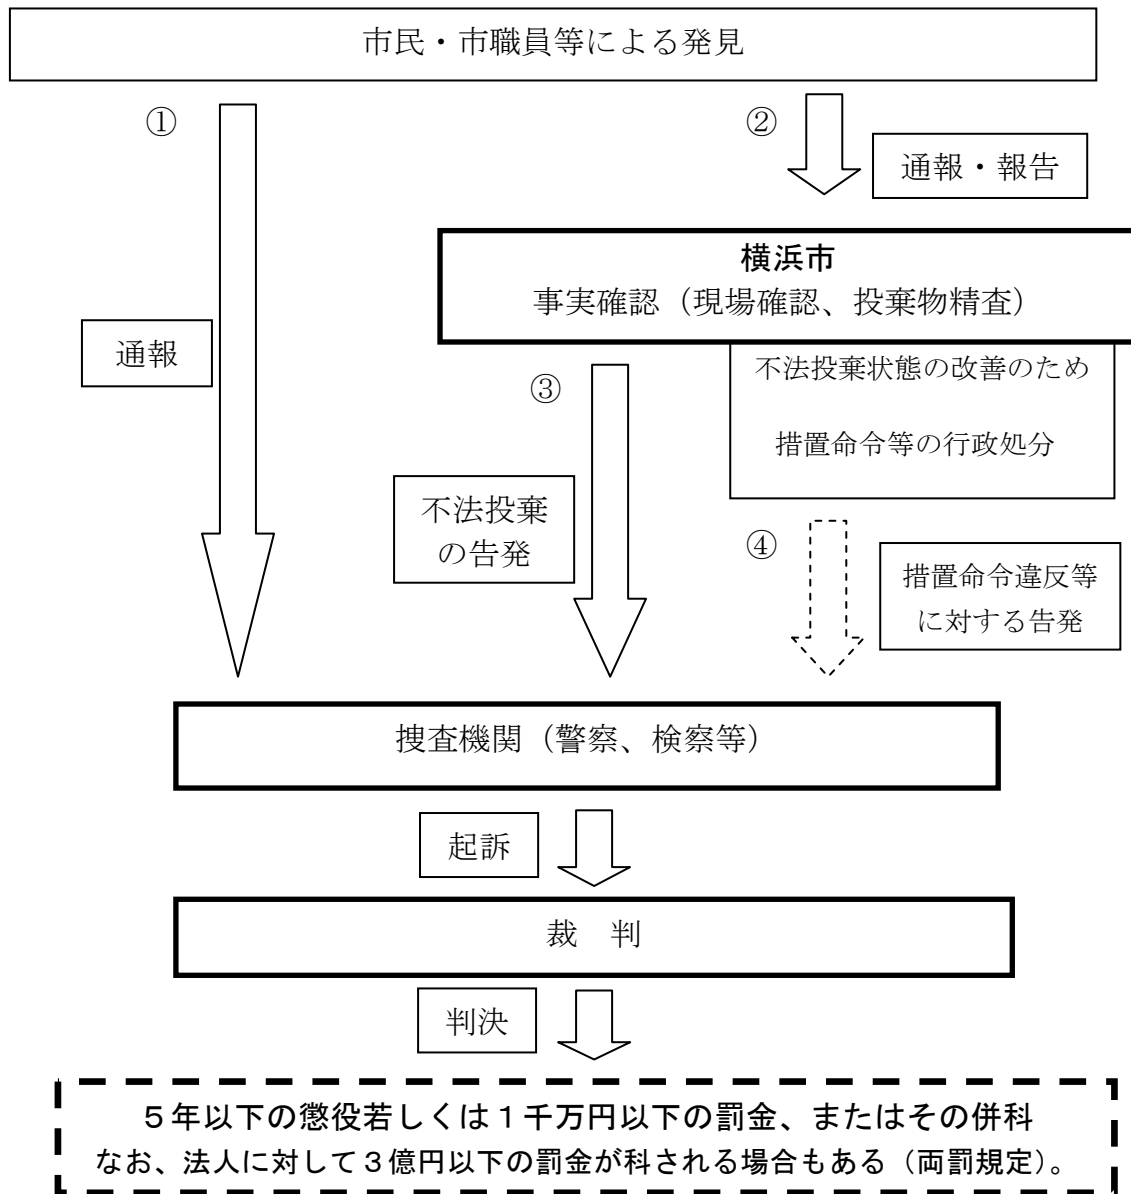 市民・市職員等による発見
①
②
通報・報告
横浜市
事実確認（現場確認、投棄物精査）
通報
不法投棄状態の改善のため
措置命令等の行政処分
③
不法投棄
の告発
④
措置命令違反等
に対する告発
捜査機関（警察、検察等）
起訴
裁　判
判決
５年以下の懲役若しくは１千万円以下の罰金、またはその併科
なお、法人に対して３億円以下の罰金が科される場合もある（両罰規定）。